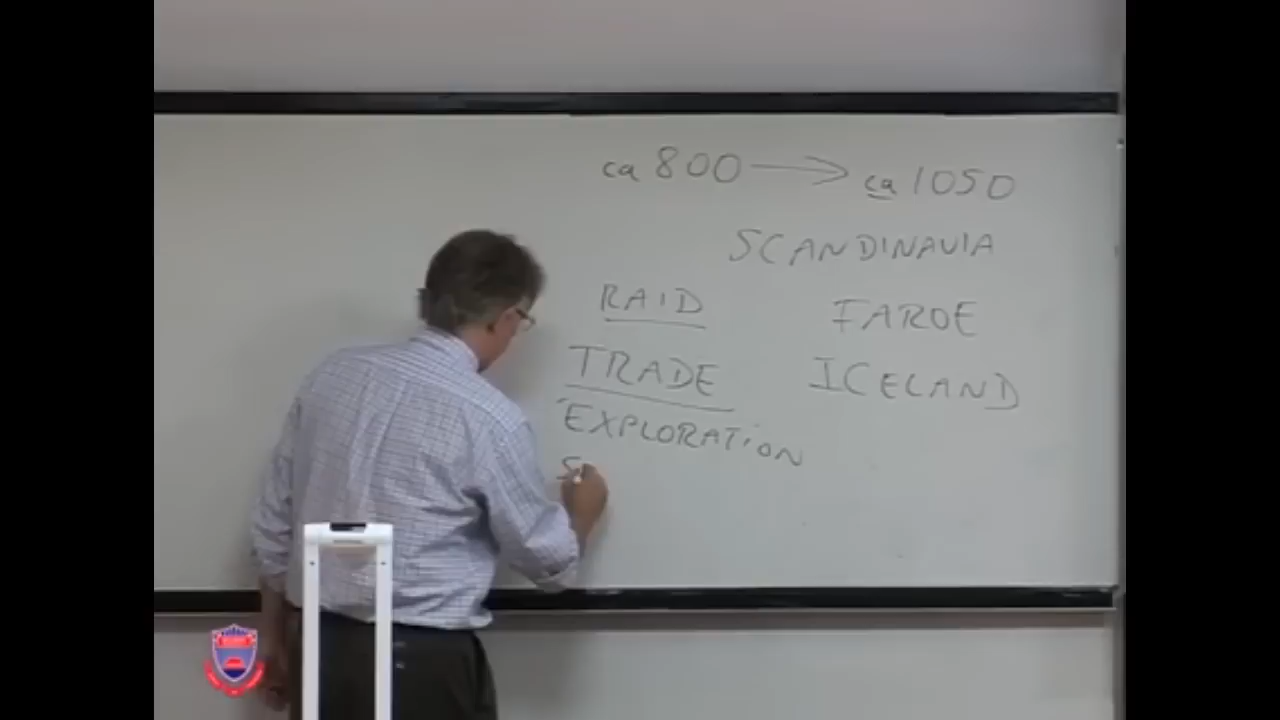 ca 800 → ca 1050
SCANDINAVIA
RAID
FAROE
TRADE
ICELAND
EXPLORATION
S